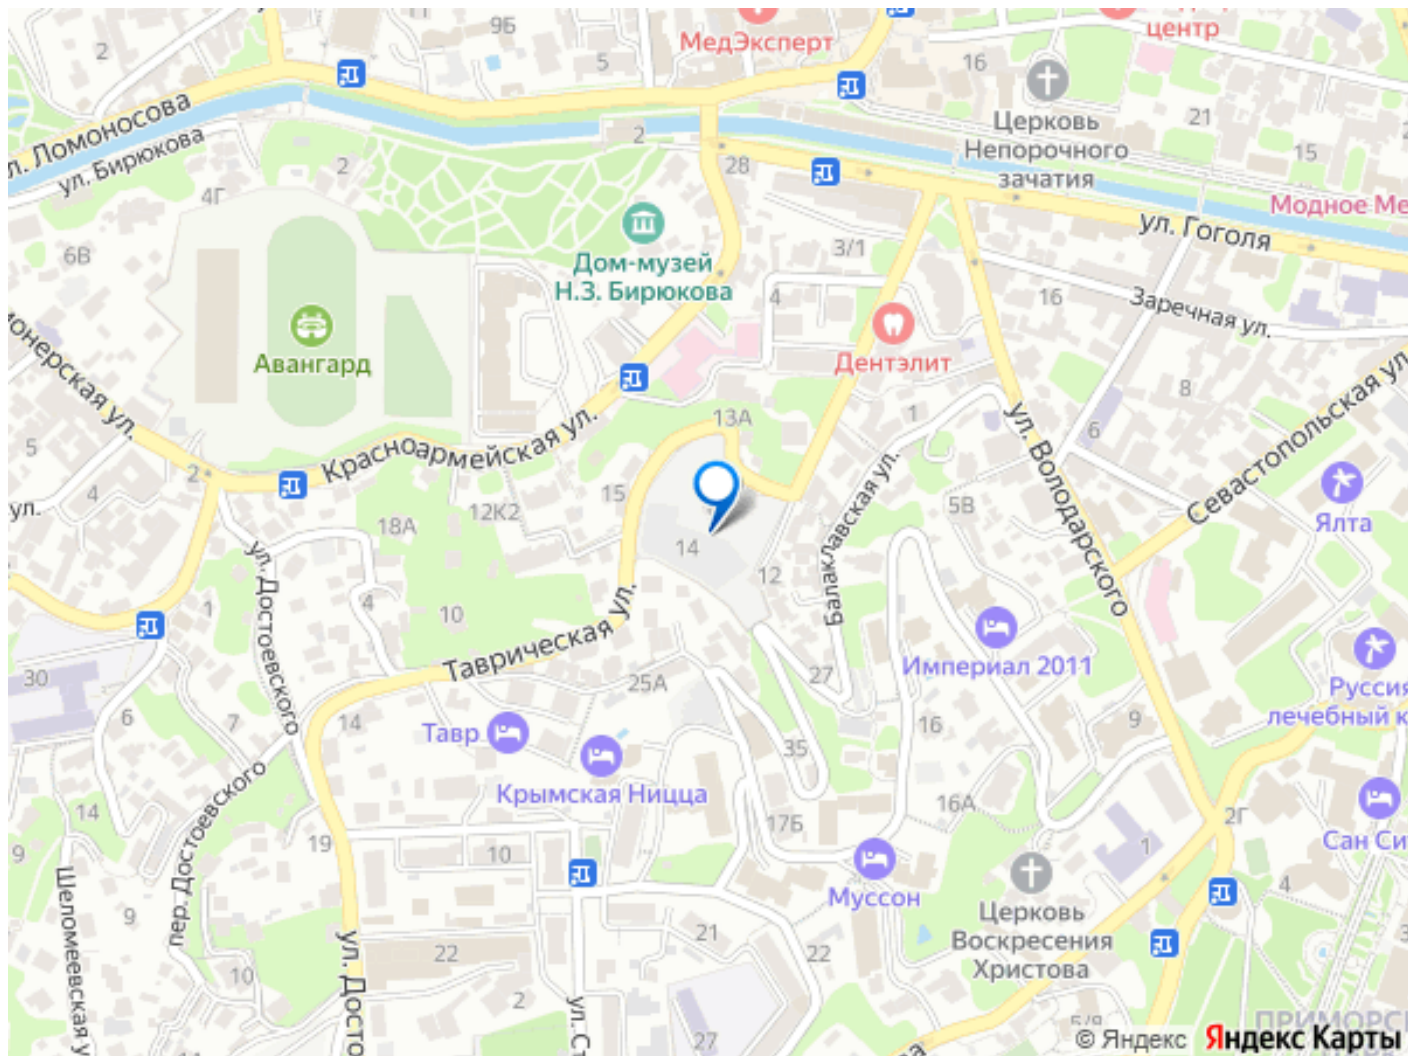 2
9Б
5
МедЭксперт
16
центр
ул. Ломоносова
ул. Бирюкова
2
2
28
Церковь
Непорочного
зачатия
21
15
4Г
Модное Ме
ул. Гоголя
6В
Дом-музей
Н.З. Бирюкова
3/1
4
16
Заречная ул.
Авангард
Дентэлит
онерская ул.
8
5
13А
1
6
ул. Володарского
Севастопольская ул.
Красноармейская ул.
2
4
ул.
15
12К2
18А
5В
Ялта
14
12
Балаклавская ул.
ул. Достоевского
4
1
10
Таврическая ул.
Империал 2011
30
25А
27
Руссия
лечебный к
6
7
14
16
9
Тавр
35
Крымская Ницца
пер. Достоевского
14
16А
17Б
2Г
Сан Си
19
10
9
1
Муссон
4
Шеломеевская у
9
Церковь
Воскресения
Христова
21
22
22
ул. Досто
10
2
ул. С
27
ПРИМОРС
© Яндекс
Яндекс Карты